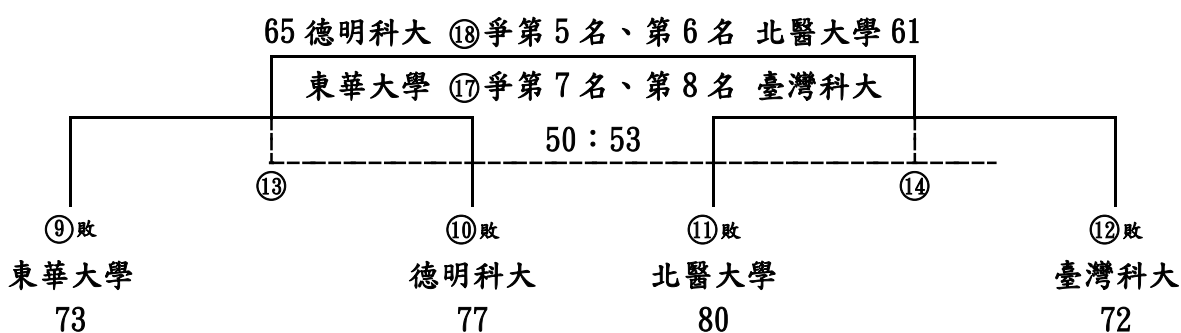 65 德明科大 ⑱爭第 5 名、第 6 名 北醫大學 61
東華大學 ⑰爭第 7 名、第 8 名 臺灣科大
50：53
⑬ ⑭
⑨敗 ⑩敗 ⑪敗 ⑫敗
東華大學 德明科大 北醫大學 臺灣科大
73 77 80 72